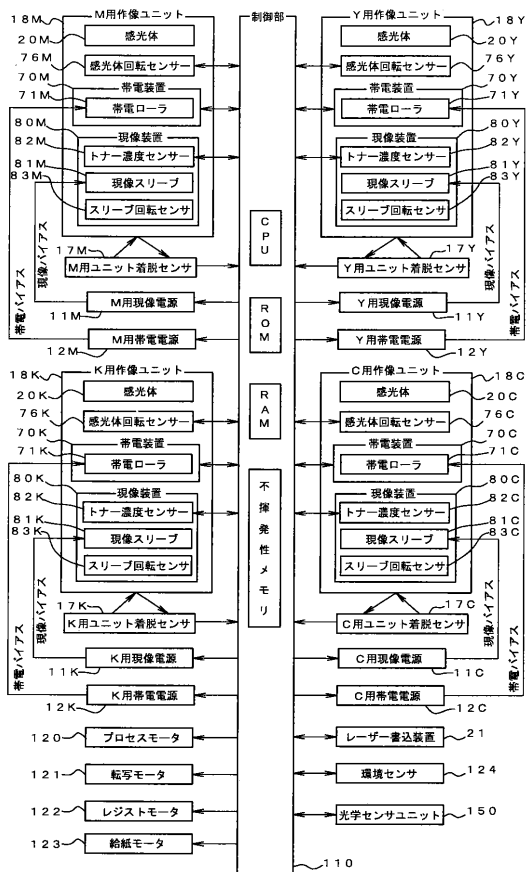 18M
M用作像ユニット
20M
感光体
76M
感光体回転センサー
70M
帯電装置
71M
帯電ローラ
80M
現像装置
82M
トナー濃度センサー
81M
現像スリーブ
83M
スリーブ回転センサ
17M
M用ユニット着脱センサ
M用現像電源
11M
M用帯電電源
12M
現像バイアス
帯電バイアス
制御部
CPU
ROM
RAM
不揮発性メモリ
Y用作像ユニット
18Y
感光体
20Y
感光体回転センサー
76Y
帯電装置
70Y
帯電ローラ
71Y
現像装置
80Y
トナー濃度センサー
82Y
現像スリーブ
81Y
スリーブ回転センサ
83Y
17Y
Y用ユニット着脱センサ
Y用現像電源
11Y
Y用帯電電源
12Y
現像バイアス
帯電バイアス
18K
K用作像ユニット
20K
感光体
76K
感光体回転センサー
70K
帯電装置
71K
帯電ローラ
80K
現像装置
82K
トナー濃度センサー
81K
現像スリーブ
83K
スリーブ回転センサ
17K
K用ユニット着脱センサ
K用現像電源
11K
K用帯電電源
12K
現像バイアス
帯電バイアス
C用作像ユニット
18C
感光体
20C
感光体回転センサー
76C
帯電装置
70C
帯電ローラ
71C
現像装置
80C
トナー濃度センサー
82C
現像スリーブ
81C
スリーブ回転センサ
83C
17C
C用ユニット着脱センサ
C用現像電源
11C
C用帯電電源
12C
現像バイアス
帯電バイアス
120
プロセスモータ
121
転写モータ
122
レジストモータ
123
給紙モータ
レーザー書込装置
21
環境センサ
124
光学センサユニット
150
110